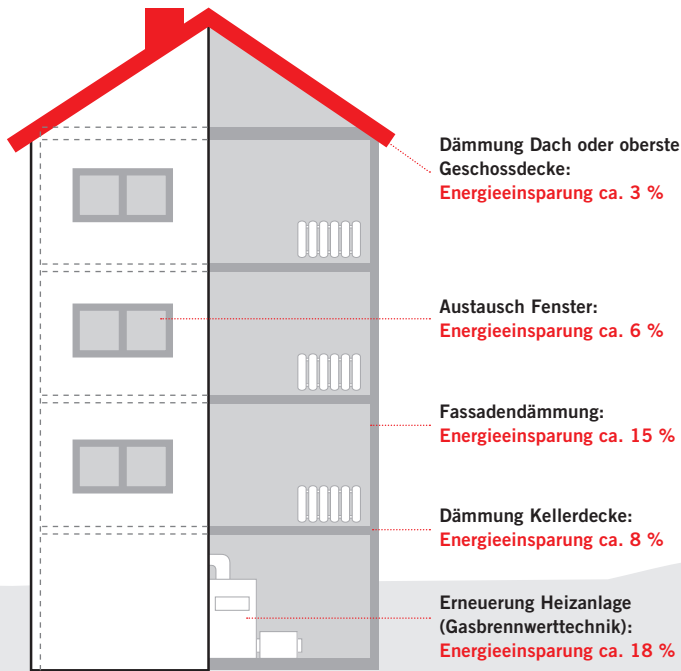 Dämmung Dach oder oberste
Geschossdecke:
Energieeinsparung ca. 3 %
Austausch Fenster:
Energieeinsparung ca. 6 %
Fassadendämmung:
Energieeinsparung ca. 15 %
Dämmung Kellerdecke:
Energieeinsparung ca. 8 %
Erneuerung Heizanlage
(Gasbrennwerttechnik):
Energieeinsparung ca. 18 %